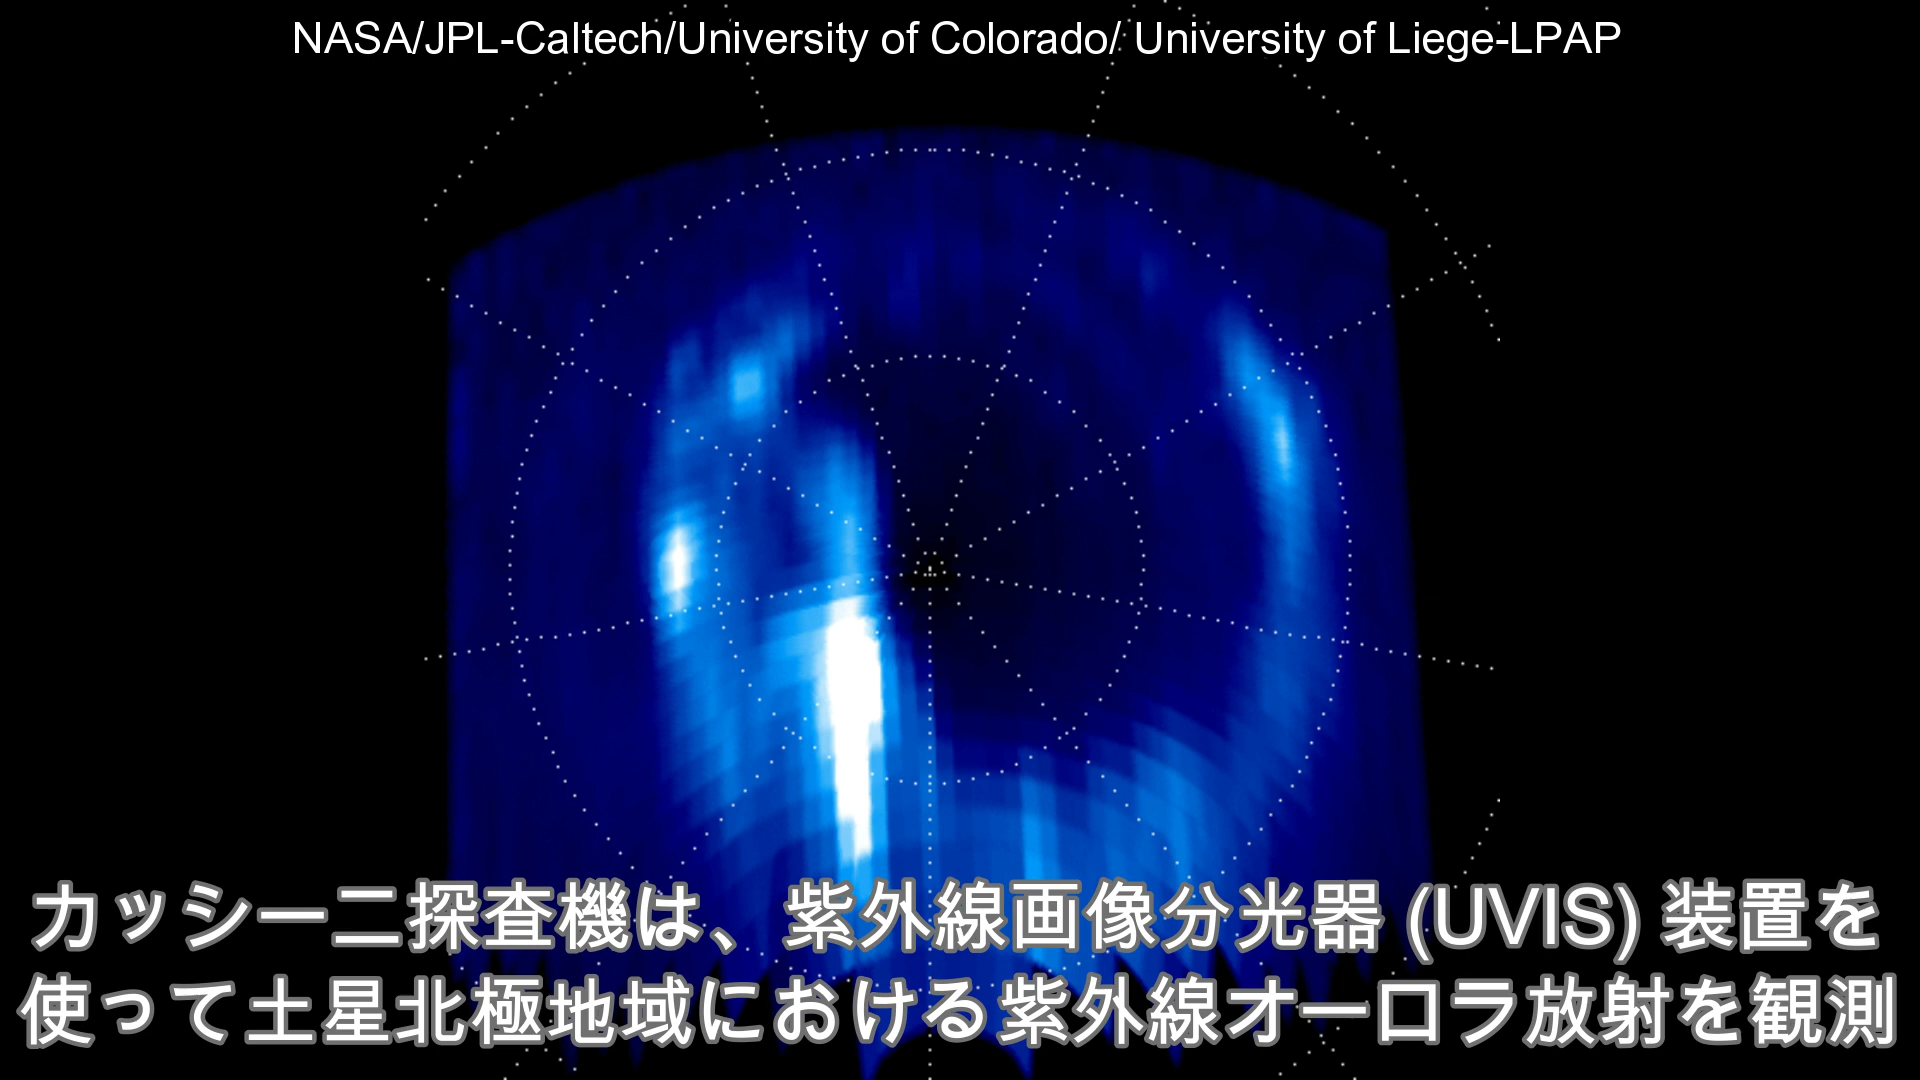 NASA/JPL-Caltech/University of Colorado/ University of Liege-LPAP
カッシーニ探査機は、紫外線画像分光器 (UVIS) 装置を
使って土星北極地域における紫外線オーロラ放射を観測